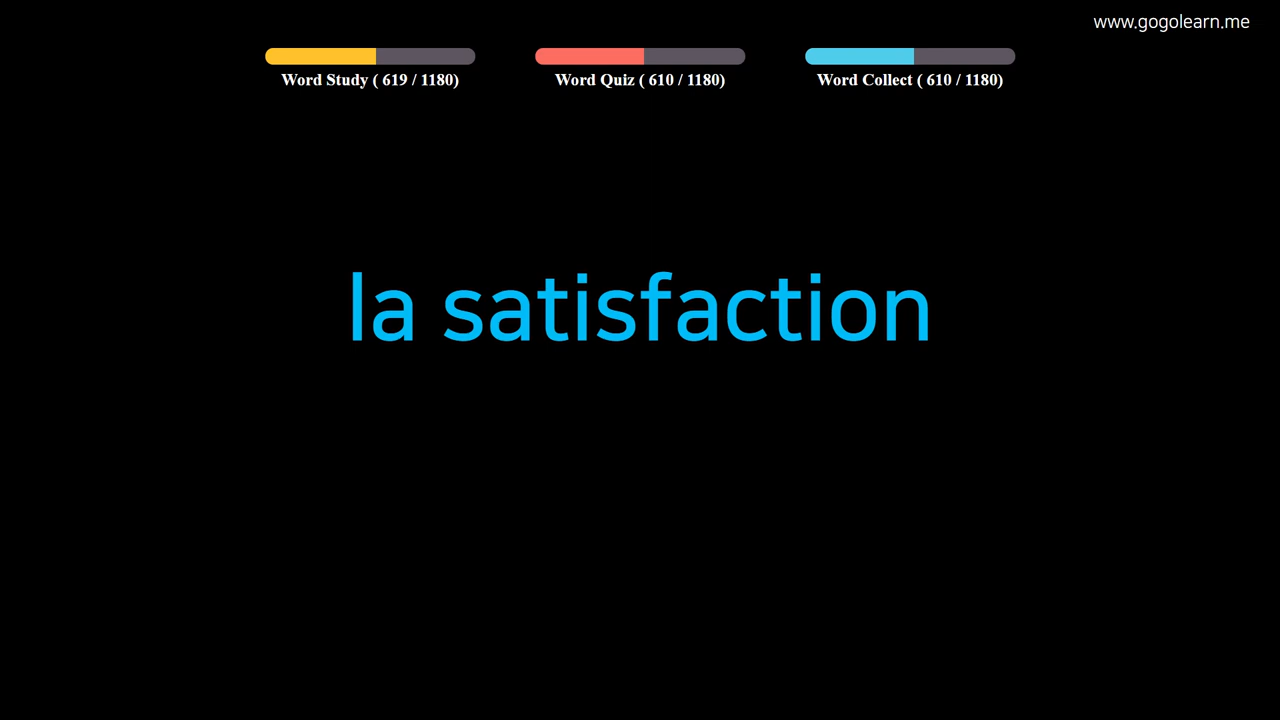 www.gogolearn.me
Word Study ( 619 / 1180)
Word Quiz ( 610 / 1180)
Word Collect ( 610 / 1180)
la satisfaction